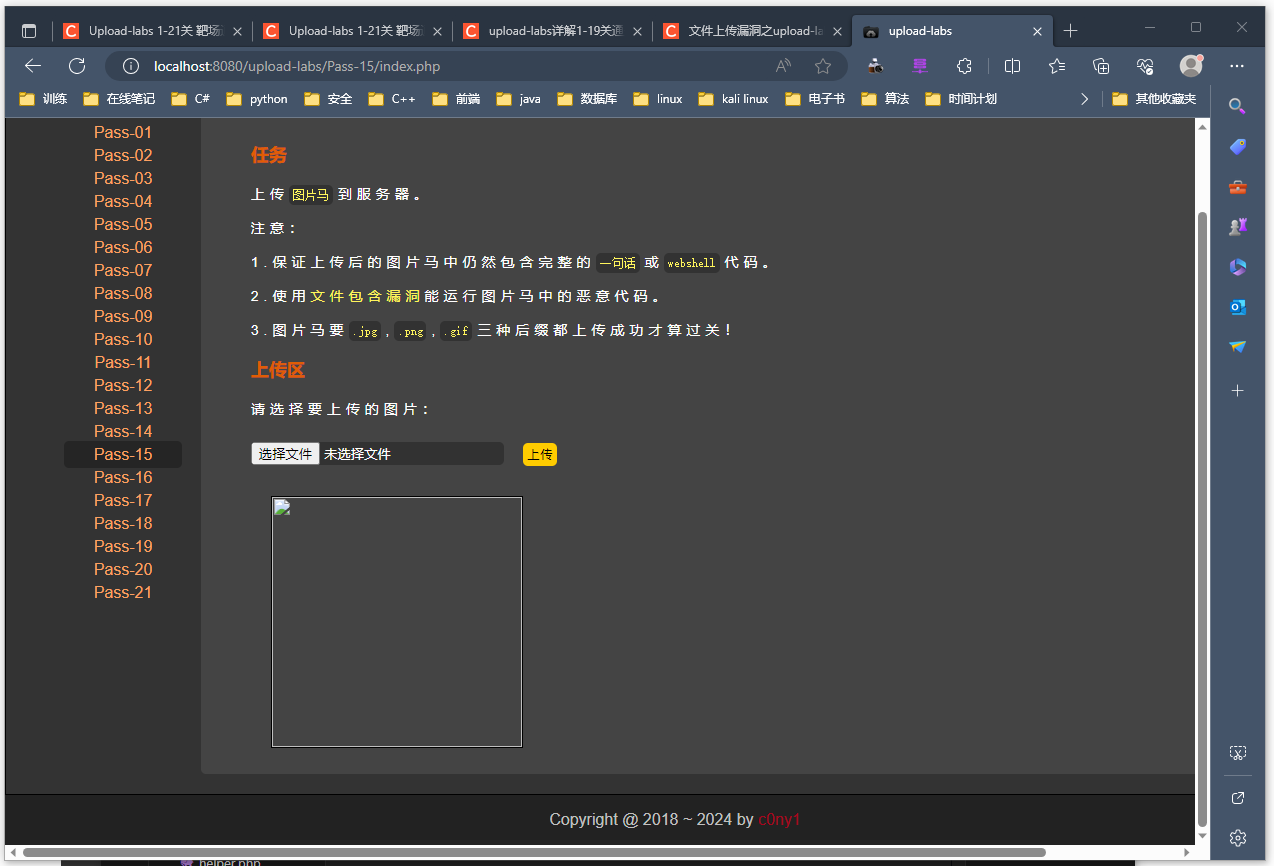 Upload-labs 1-21关 靶场 Upload-labs 1-21关 靶场 upload-labs详解1-19关通 文件上传漏洞之upload-la upload-labs
localhost:8080/upload-labs/Pass-15/index.php
训练 在线笔记 C# python 安全 C++ 前端 java 数据库 linux kali linux 电子书 算法 时间计划 其他收藏夹
Pass-01
Pass-02
Pass-03
Pass-04
Pass-05
Pass-06
Pass-07
Pass-08
Pass-09
Pass-10
Pass-11
Pass-12
Pass-13
Pass-14
Pass-15
Pass-16
Pass-17
Pass-18
Pass-19
Pass-20
Pass-21
任务
上传 图片马 到服务器。
注意：
1.保证上传后的图片马中仍然包含完整的 一句话 或 webshell 代码。
2.使用文件包含漏洞能运行图片马中的恶意代码。
3.图片马要 .jpg , .png , .gif 三种后缀都上传成功才算过关！
上传区
请选择要上传的图片：
选择文件 未选择文件 上传
Copyright @ 2018 ~ 2024 by c0ny1
helper.php